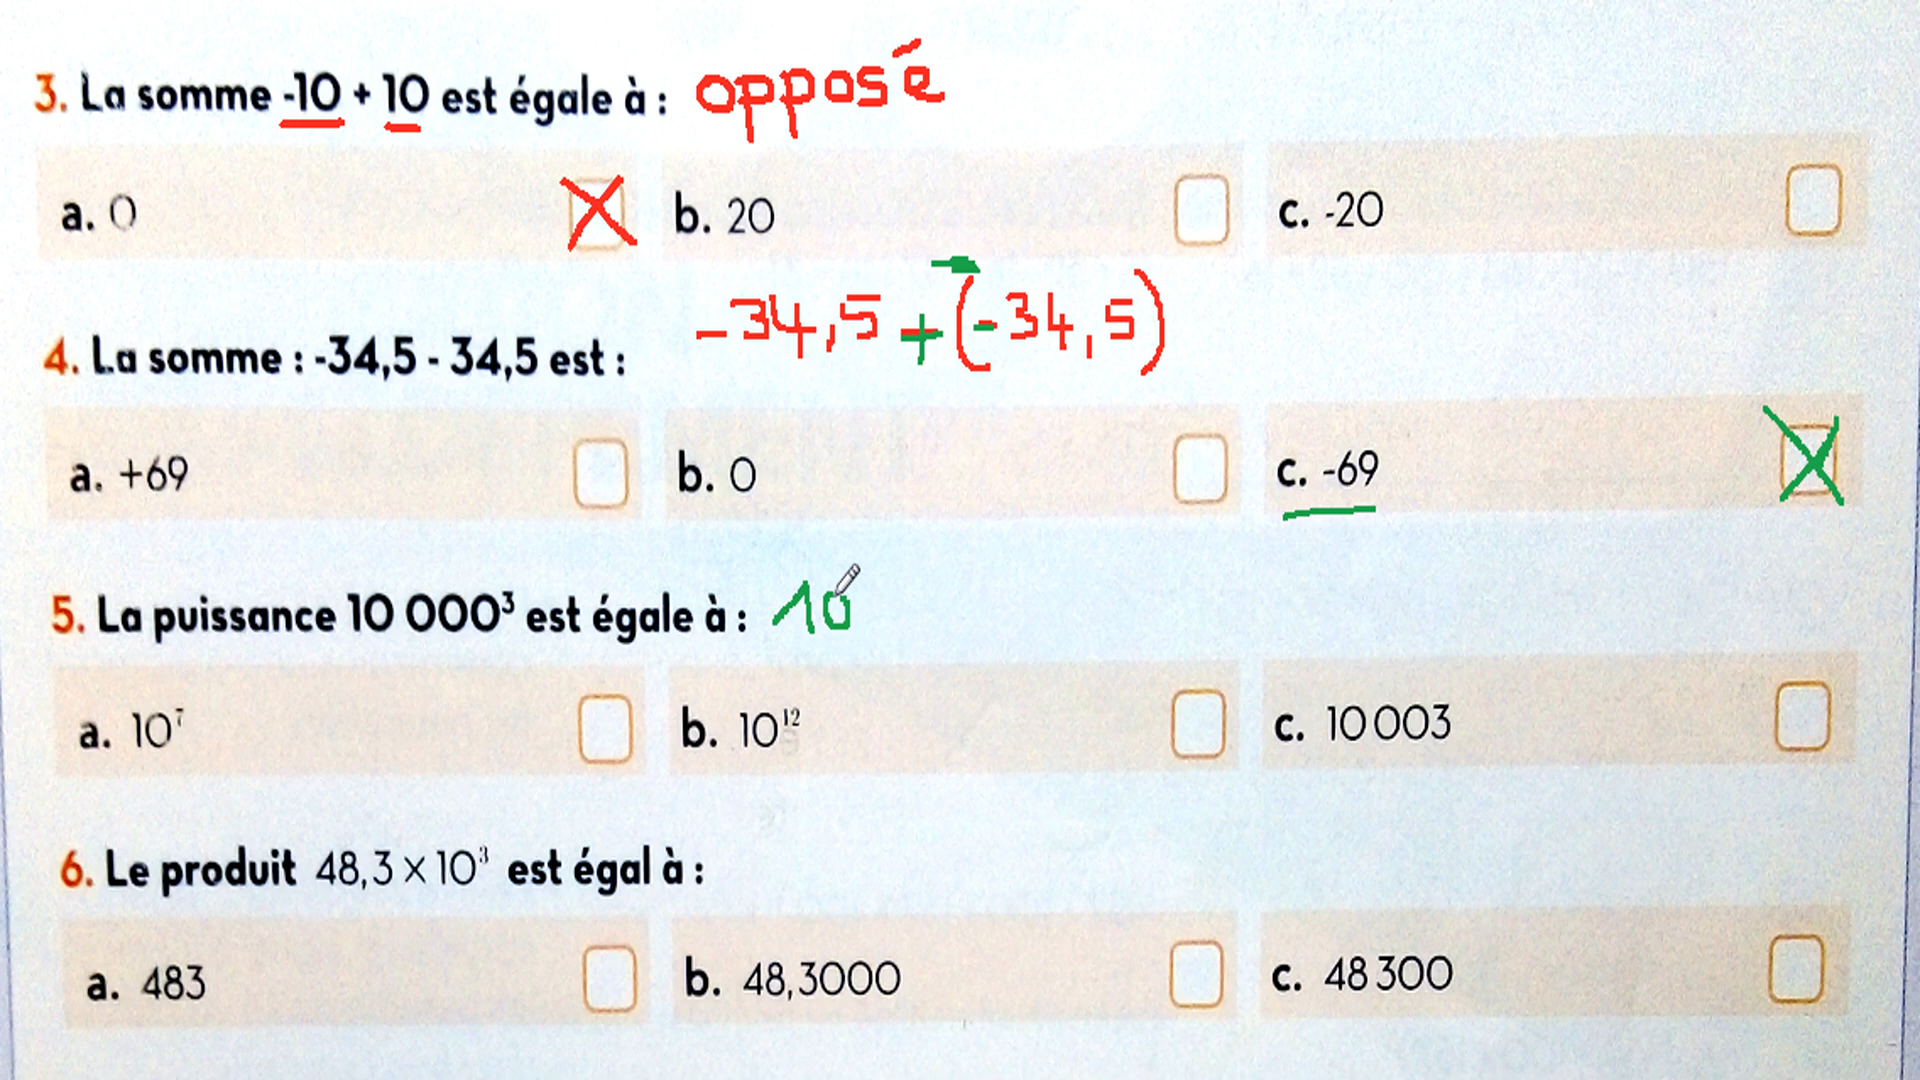 3. La somme -10 + 10 est égale à : opposé
a. 0
b. 20
c. -20
-34,5 + (-34,5)
4. La somme : -34,5 - 34,5 est :
a. +69
b. 0
c. -69
5. La puissance 10 000³ est égale à : 10
a. 10⁷
b. 10¹²
c. 10 003
6. Le produit 48,3 × 10³ est égal à :
a. 483
b. 48,3000
c. 48 300